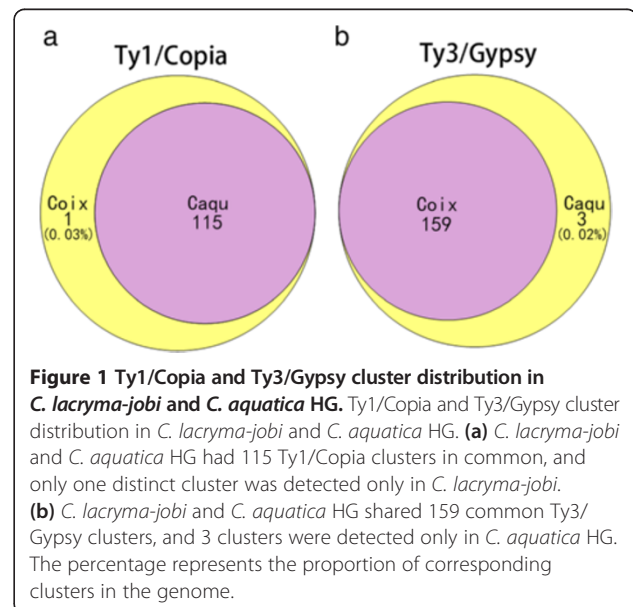 a
b
Ty1/Copia
Ty3/Gypsy
Coix
1
(0.03%)
Caqu
115
Coix
159
Caqu
3
(0.02%)
Figure 1 Ty1/Copia and Ty3/Gypsy cluster distribution in
C. lacryma-jobi and C. aquatica HG. Ty1/Copia and Ty3/Gypsy cluster
distribution in C. lacryma-jobi and C. aquatica HG. (a) C. lacryma-jobi
and C. aquatica HG had 115 Ty1/Copia clusters in common, and
only one distinct cluster was detected only in C. lacryma-jobi.
(b) C. lacryma-jobi and C. aquatica HG shared 159 common Ty3/
Gypsy clusters, and 3 clusters were detected only in C. aquatica HG.
The percentage represents the proportion of corresponding
clusters in the genome.